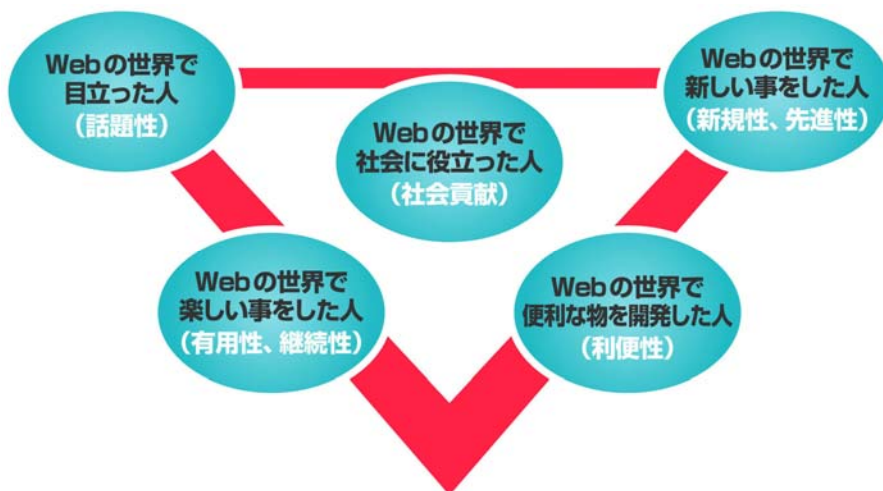 Webの世界で
目立った人
（話題性）
Webの世界で
社会に役立った人
（社会貢献）
Webの世界で
新しい事をした人
（新規性、先進性）
Webの世界で
楽しい事をした人
（有用性、継続性）
Webの世界で
便利な物を開発した人
（利便性）